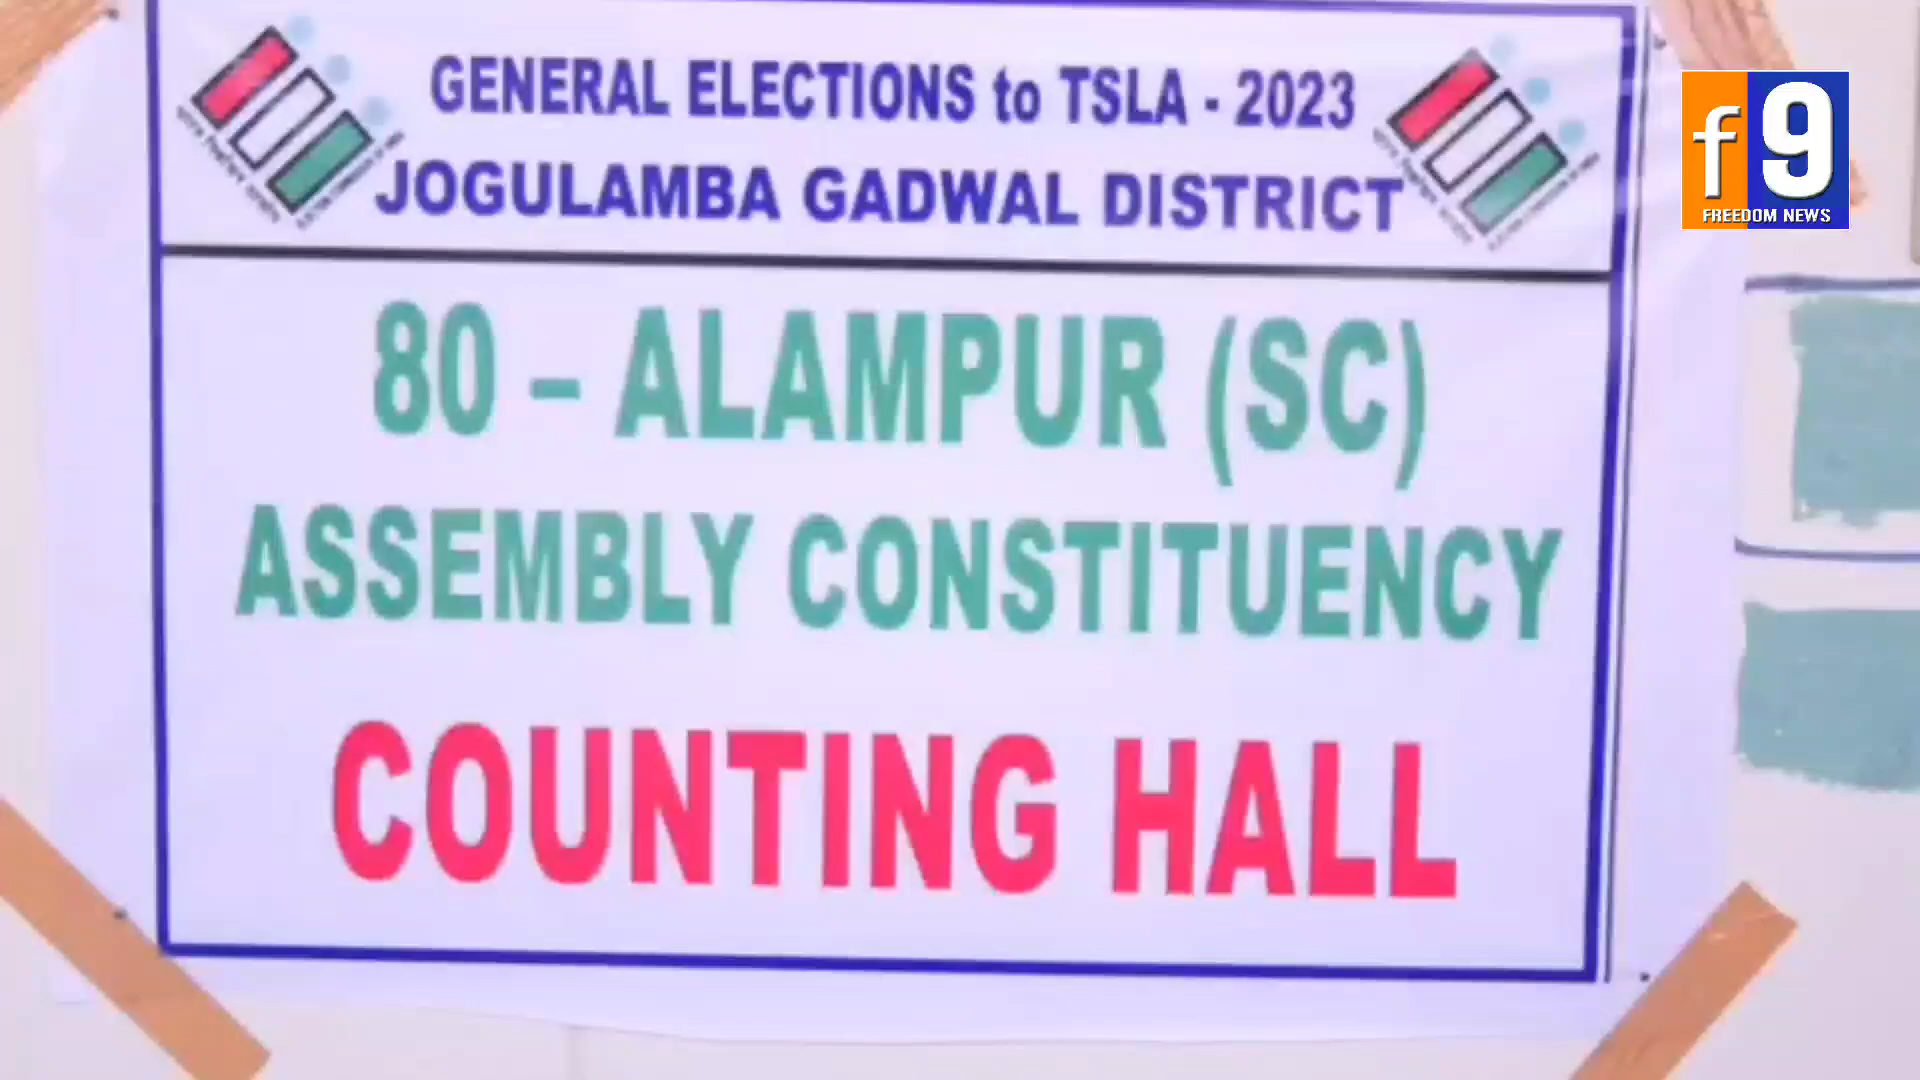 GENERAL ELECTIONS to TSLA - 2023
JOGULAMBA GADWAL DISTRICT
80 – ALAMPUR (SC)
ASSEMBLY CONSTITUENCY
COUNTING HALL
f9
FREEDOM NEWS